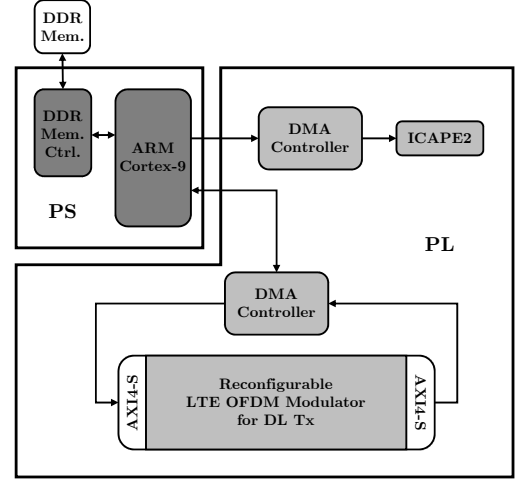 DDR
Mem.
DDR
Mem.
Ctrl.
ARM
Cortex-9
DMA
Controller
ICAPE2
PS
PL
DMA
Controller
AXI4-S
Reconfigurable
LTE OFDM Modulator
for DL Tx
AXI4-S